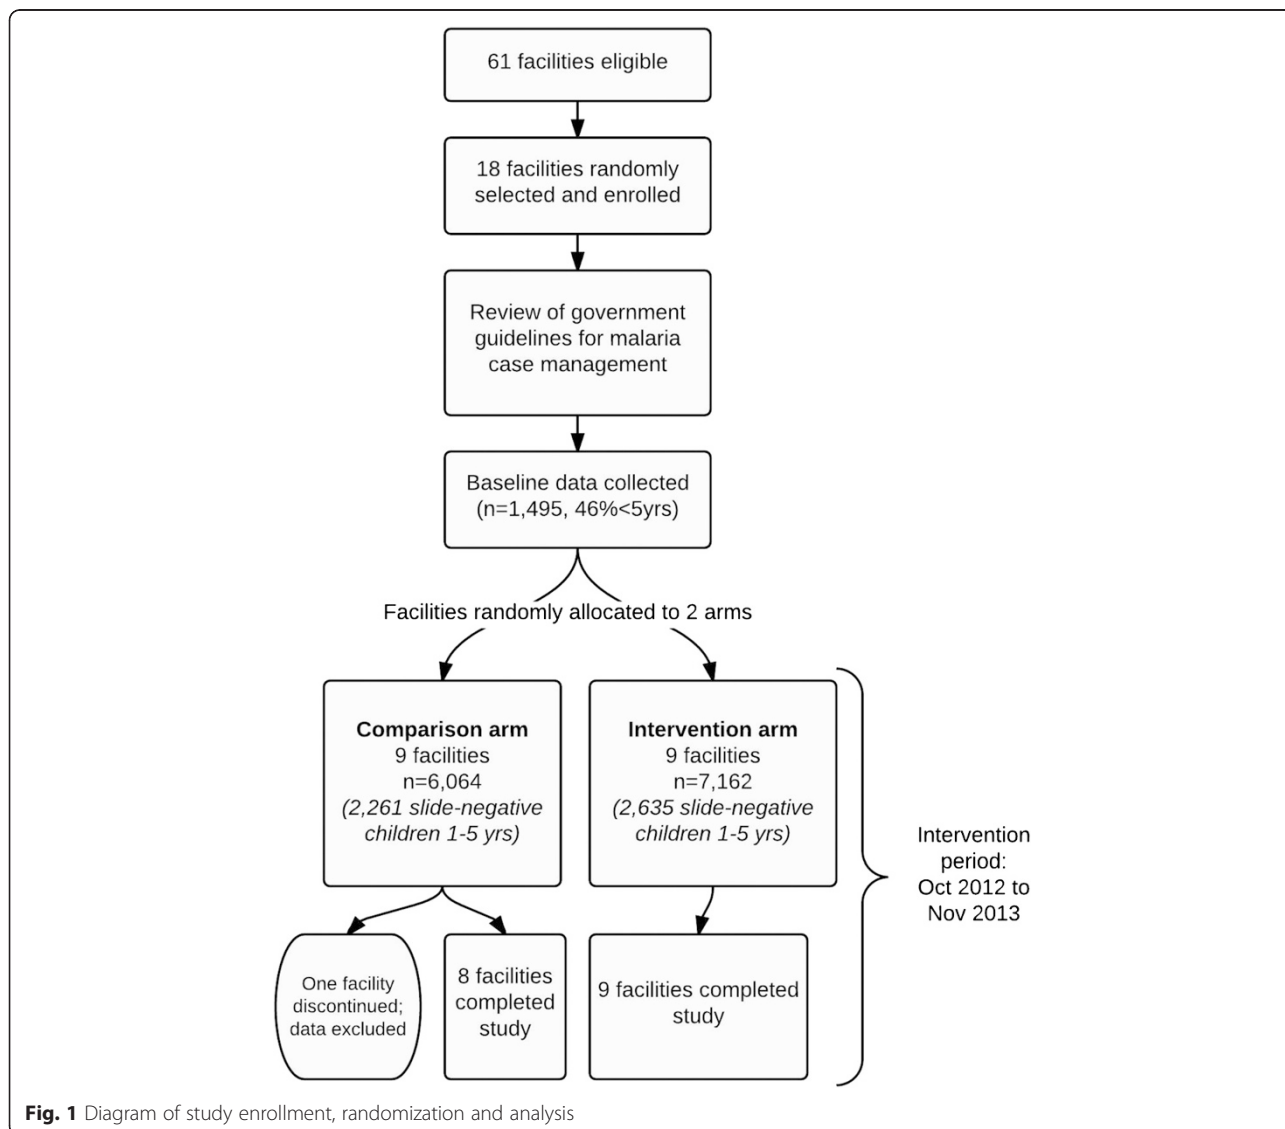 61 facilities eligible
18 facilities randomly
selected and enrolled
Review of government
guidelines for malaria
case management
Baseline data collected
(n=1,495, 46%<5yrs)
Facilities randomly allocated to 2 arms
Comparison arm
9 facilities
n=6,064
(2,261 slide-negative
children 1-5 yrs)
Intervention arm
9 facilities
n=7,162
(2,635 slide-negative
children 1-5 yrs)
Intervention
period:
Oct 2012 to
Nov 2013
One facility
discontinued;
data excluded
8 facilities
completed
study
9 facilities completed
study
Fig. 1 Diagram of study enrollment, randomization and analysis